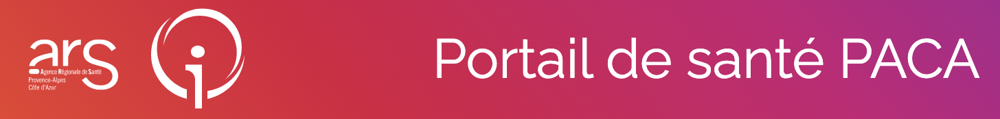 ars
Agence Régionale de Santé
Provence-Alpes
Côte d'Azur
i
Portail de santé PACA